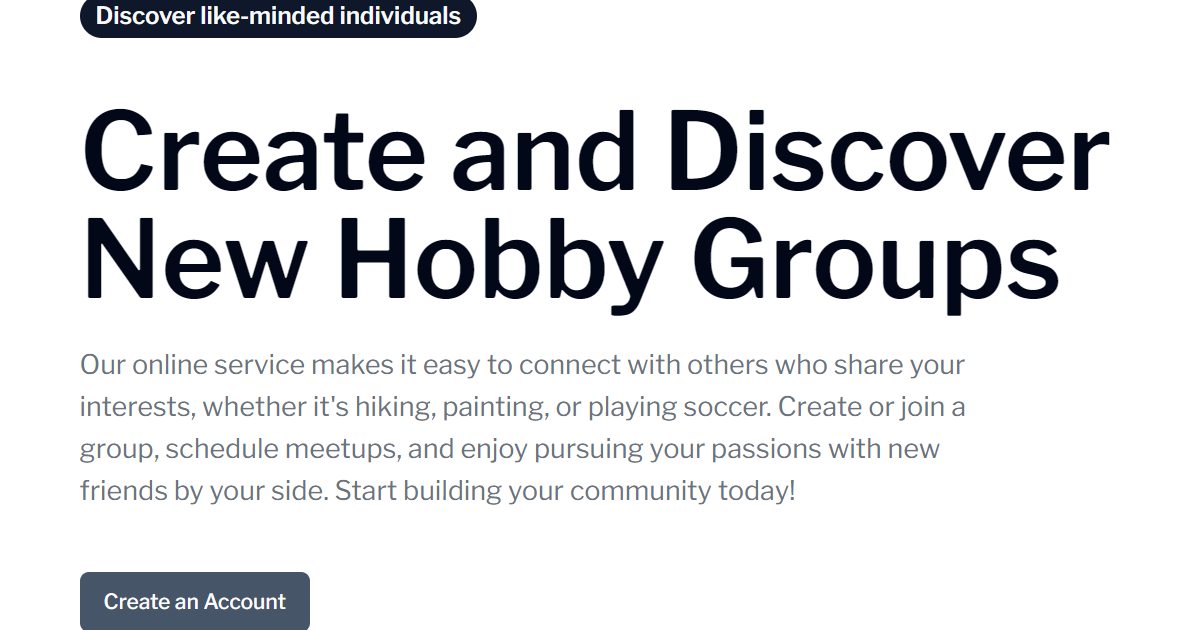 Discover like-minded individuals
Create and Discover
New Hobby Groups
Our online service makes it easy to connect with others who share your
interests, whether it's hiking, painting, or playing soccer. Create or join a
group, schedule meetups, and enjoy pursuing your passions with new
friends by your side. Start building your community today!
Create an Account